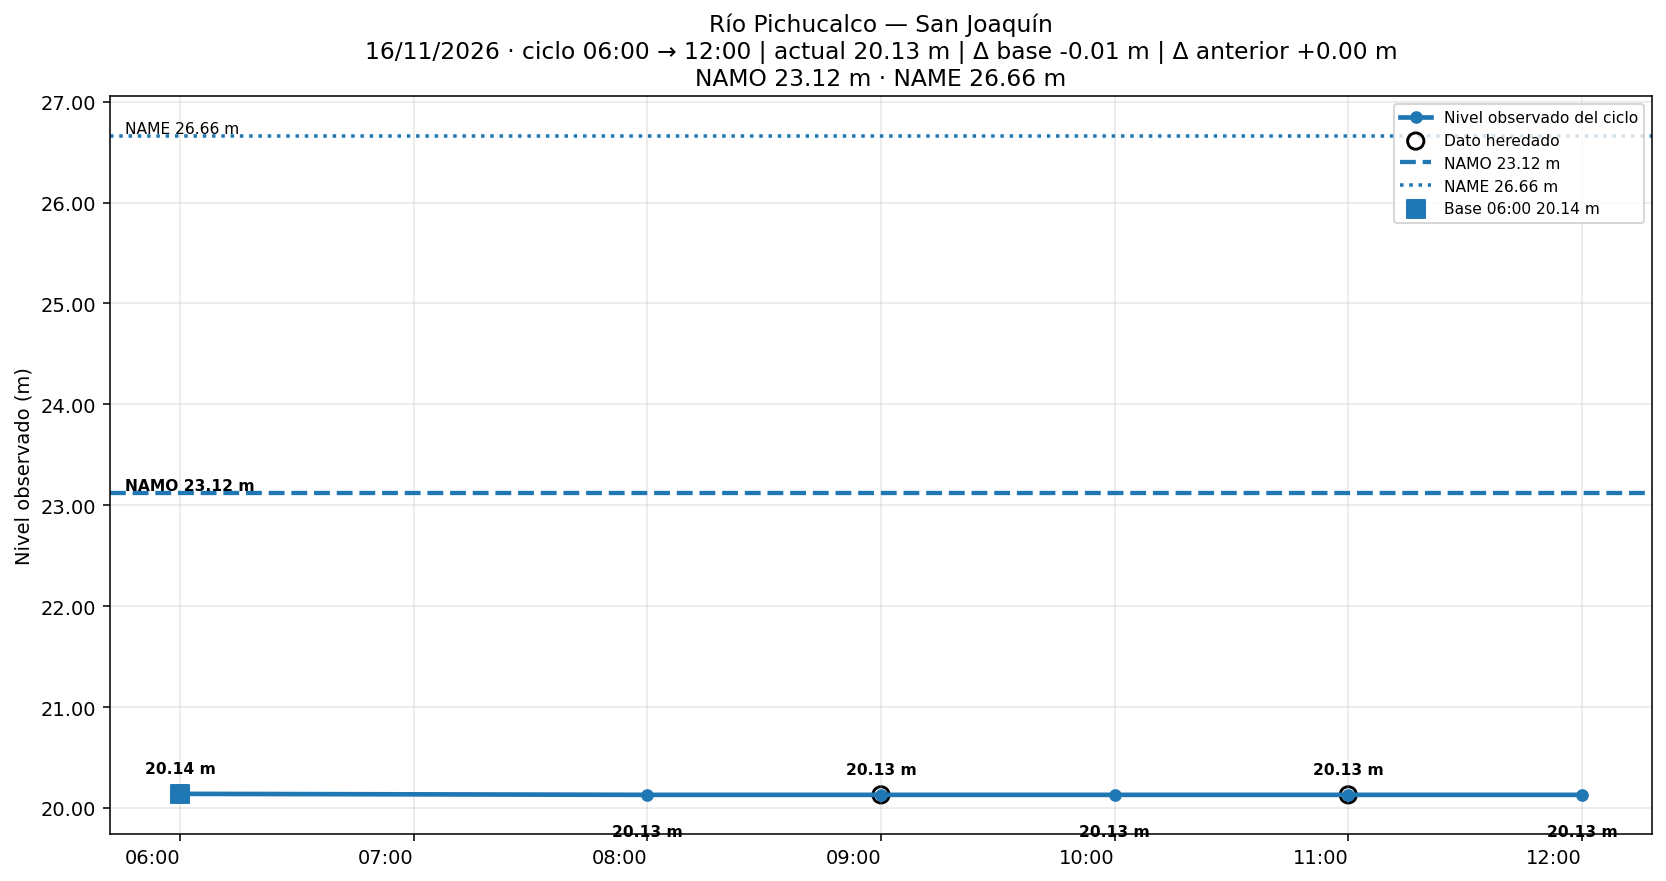 Río Pichucalco — San Joaquín
16/11/2026 · ciclo 06:00 → 12:00 | actual 20.13 m | Δ base -0.01 m | Δ anterior +0.00 m
NAMO 23.12 m · NAME 26.66 m
Nivel observado (m)
27.00
26.00
25.00
24.00
23.00
22.00
21.00
20.00
NAME 26.66 m
NAMO 23.12 m
Nivel observado del ciclo
Dato heredado
NAMO 23.12 m
NAME 26.66 m
Base 06:00 20.14 m
20.14 m
20.13 m
20.13 m
20.13 m
20.13 m
20.13 m
06:00
07:00
08:00
09:00
10:00
11:00
12:00